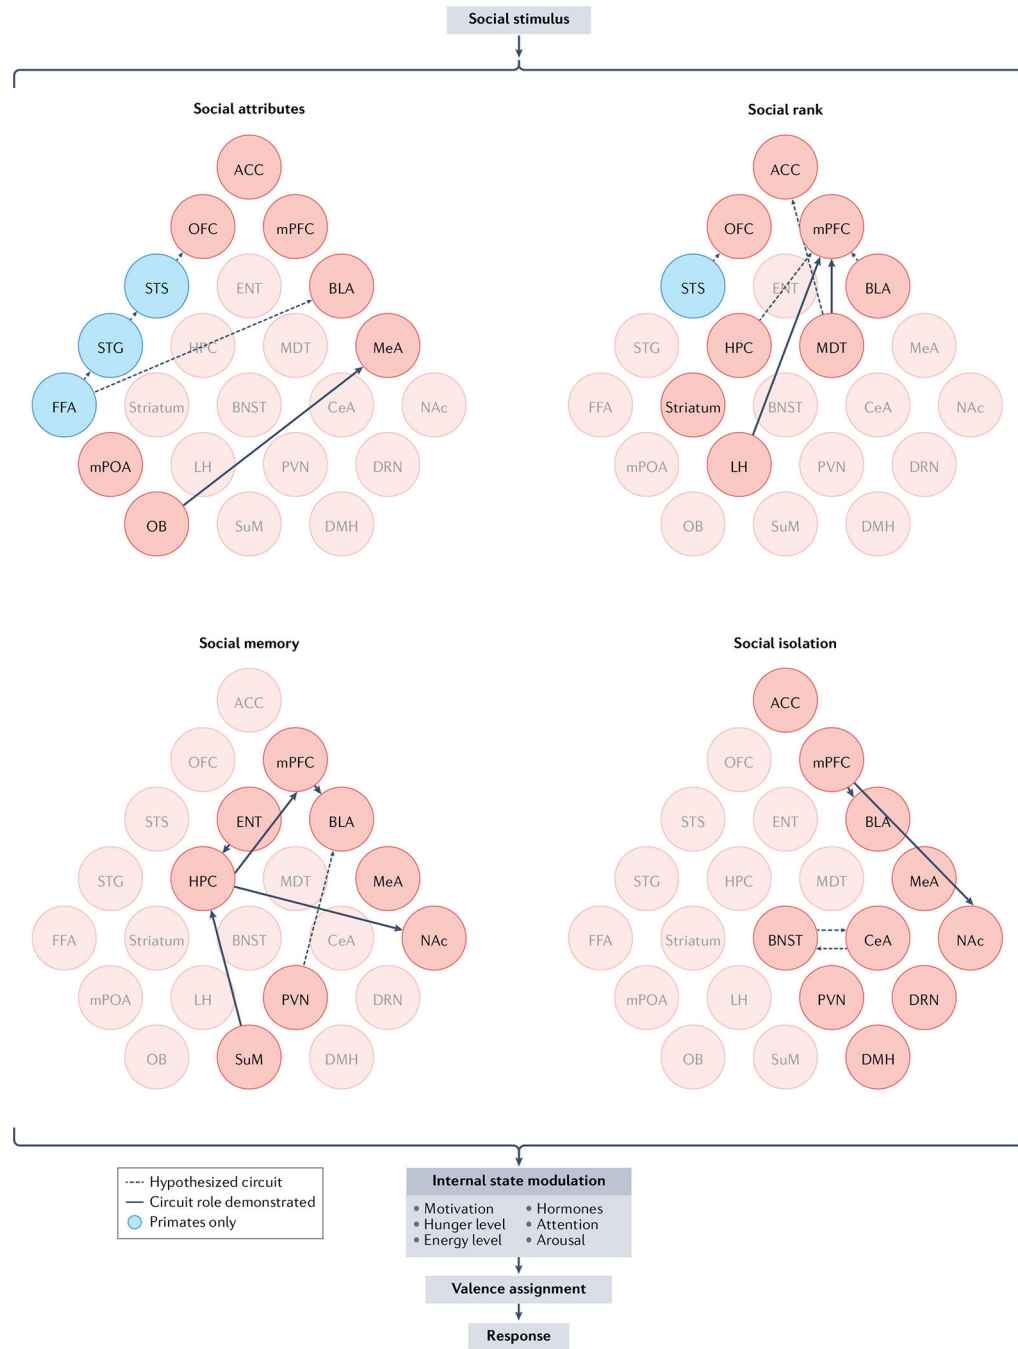 Social stimulus
Social attributes
ACC
OFC mPFC
STS ENT BLA
STG HPC MDT MeA
FFA Striatum BNST CeA NAc
mPOA LH PVN DRN
OB SuM DMH
Social rank
ACC
OFC mPFC
STS ENT BLA
STG HPC MDT MeA
FFA Striatum BNST CeA NAc
mPOA LH PVN DRN
OB SuM DMH
Social memory
ACC
OFC mPFC
STS ENT BLA
STG HPC MDT MeA
FFA Striatum BNST CeA NAc
mPOA LH PVN DRN
OB SuM DMH
Social isolation
ACC
OFC mPFC
STS ENT BLA
STG HPC MDT MeA
FFA Striatum BNST CeA NAc
mPOA LH PVN DRN
OB SuM DMH
Hypothesized circuit
Circuit role demonstrated
Primates only
Internal state modulation
• Motivation • Hormones
• Hunger level • Attention
• Energy level • Arousal
Valence assignment
Response